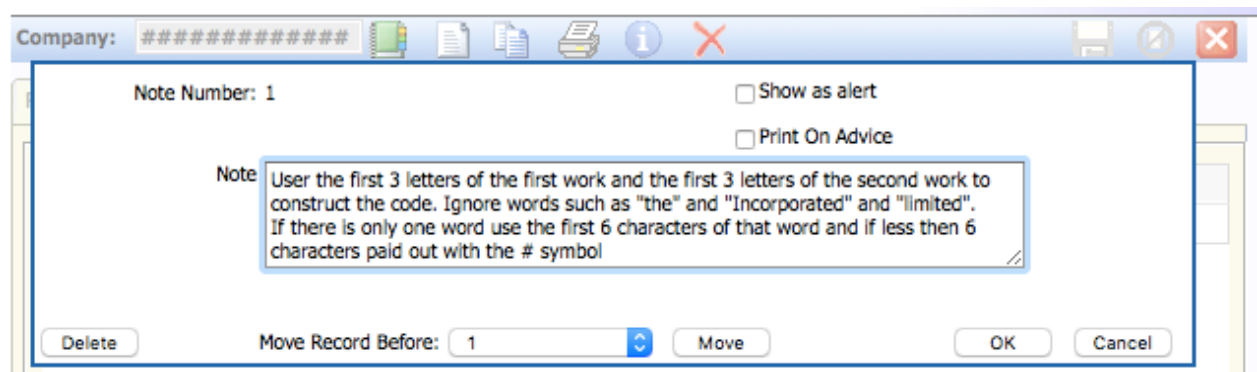 Company: #############
Note Number: 1
Show as alert
Print On Advice
Note
User the first 3 letters of the first work and the first 3 letters of the second work to
construct the code. Ignore words such as "the" and "Incorporated" and "limited".
If there is only one word use the first 6 characters of that word and if less then 6
characters paid out with the # symbol
Delete
Move Record Before: 1
Move
OK
Cancel